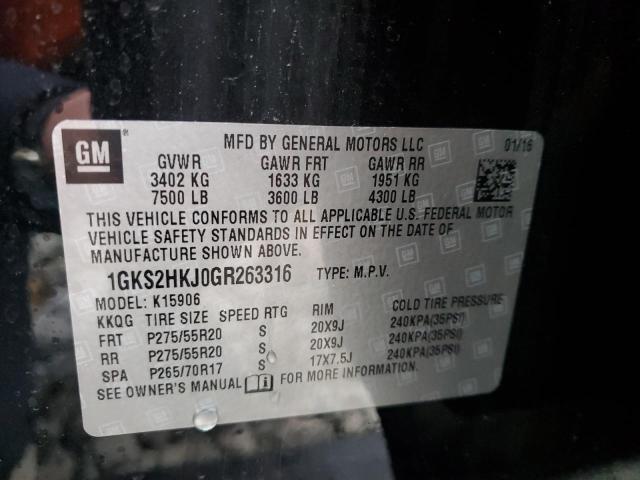 GM
MFD BY GENERAL MOTORS LLC 01/16
GVWR GAWR FRT GAWR RR
3402 KG 1633 KG 1951 KG
7500 LB 3600 LB 4300 LB
THIS VEHICLE CONFORMS TO ALL APPLICABLE U.S. FEDERAL MOTOR
VEHICLE SAFETY STANDARDS IN EFFECT ON THE DATE OF
MANUFACTURE SHOWN ABOVE.
1GKS2HKJ0GR263316 TYPE: M.P.V.
MODEL: K15906
KKQG TIRE SIZE SPEED RTG RIM COLD TIRE PRESSURE
FRT P275/55R20 S 20X9J 240KPA(35PSI)
RR P275/55R20 S 20X9J 240KPA(35PSI)
SPA P265/70R17 S 17X7.5J 240KPA(35PSI)
SEE OWNER'S MANUAL FOR MORE INFORMATION.